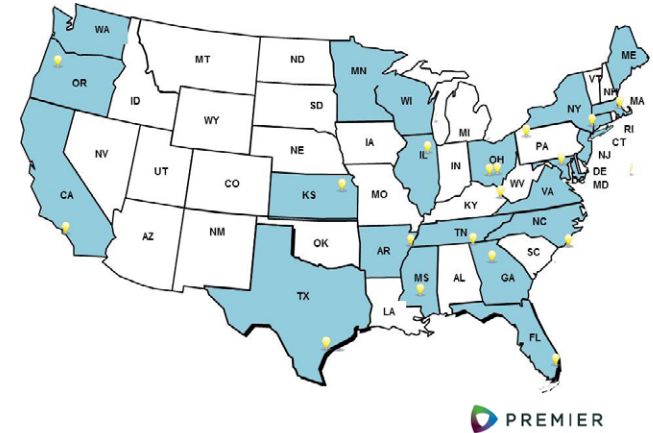 WA
ME
MT
ND
VT
MN
NH
OR
MA
ID
SD
WI
NY
WY
MI
RI
IA
PA
CT
NE
NJ
NV
IL
IN
OH
DE
UT
DC
MD
CO
WV
CA
KS
MO
VA
KY
NC
TN
AZ
NM
OK
AR
SC
MS
AL
GA
TX
LA
FL
PREMIER